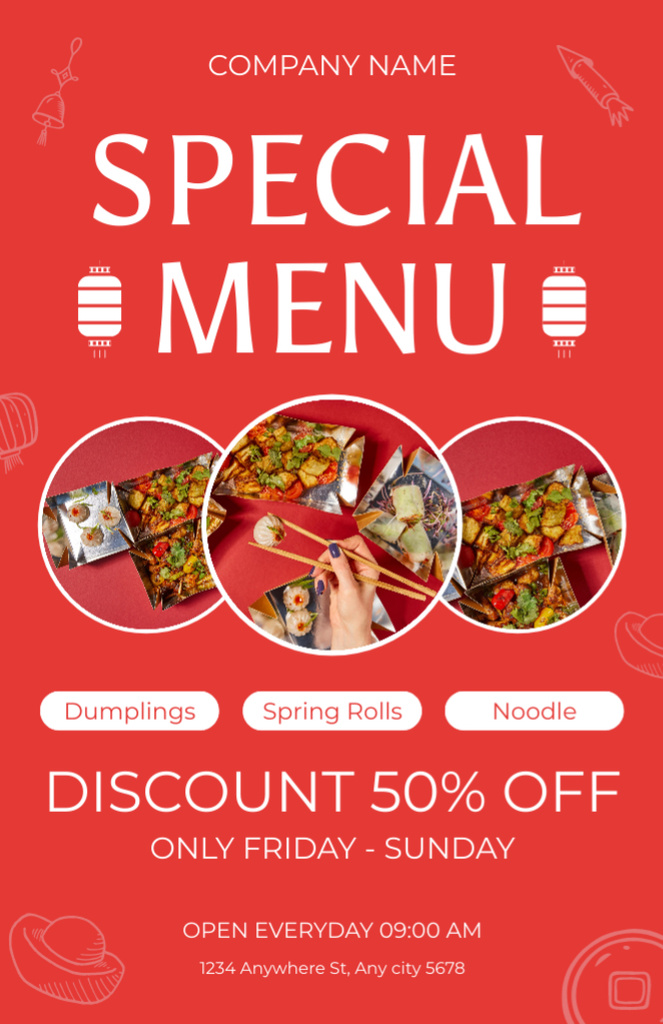 COMPANY NAME
SPECIAL
MENU
Dumplings
Spring Rolls
Noodle
DISCOUNT 50% OFF
ONLY FRIDAY - SUNDAY
OPEN EVERYDAY 09:00 AM
1234 Anywhere St, Any city 5678